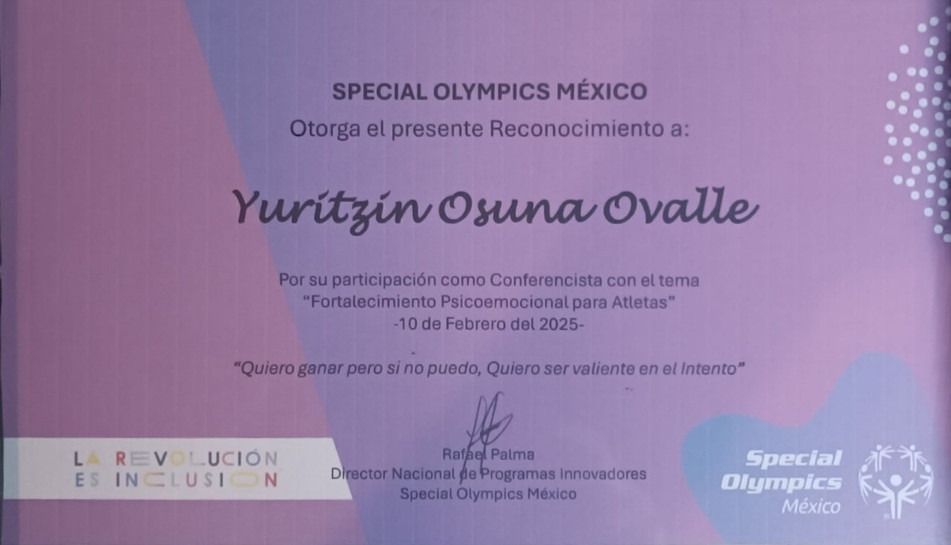 SPECIAL OLYMPICS MÉXICO
Otorga el presente Reconocimiento a:
Yuritzin Osuna Ovalle
Por su participación como Conferencista con el tema
“Fortalecimiento Psicoemocional para Atletas”
-10 de Febrero del 2025-
“Quiero ganar pero si no puedo, Quiero ser valiente en el Intento”
Rafael Palma
Director Nacional de Programas Innovadores
Special Olympics México
LA REVOLUCIÓN
ES INCLUSION
Special
Olympics
México